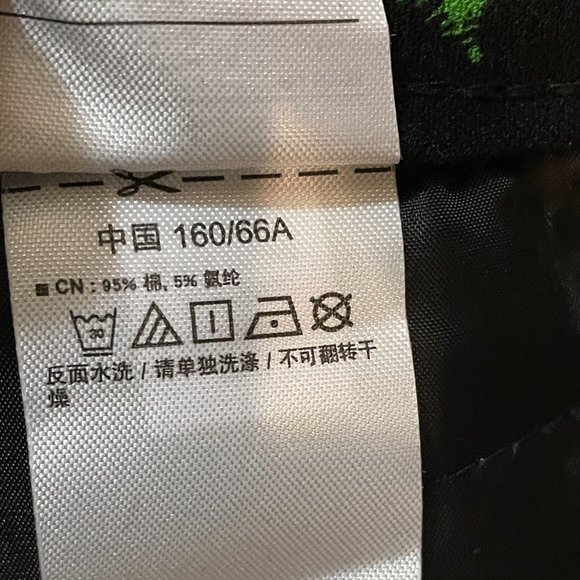 中国 160/66A
CN : 95% 棉, 5% 氨纶
30
反面水洗 / 请单独洗涤 / 不可翻转干
燥